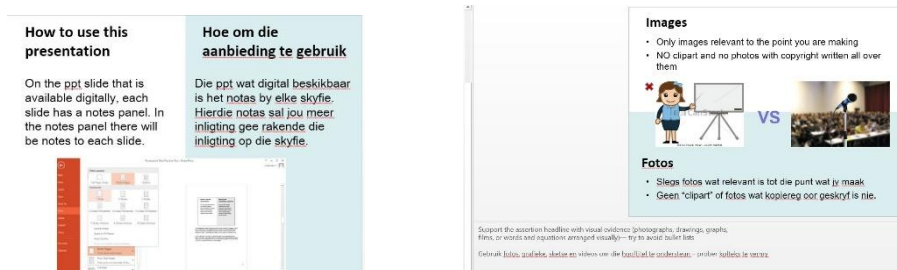 How to use this
presentation
On the ppt slide that is
available digitally, each
slide has a notes panel. In
the notes panel there will
be notes to each slide.
Hoe om die
aanbieding te gebruik
Die ppt wat digital beskikbaar
is het notas by elke skyfie.
Hierdie notas sal jou meer
inligting gee rakende die
inligting op die skyfie.
Images
• Only images relevant to the point you are making
• NO clipart and no photos with copyright written all over
them
VS
Fotos
• Slegs fotos wat relevant is tot die punt wat jy maak
• Geen “clipart” of fotos wat kopiereg oor geskryf is nie.
Support the assertion headline with visual evidence (photographs, drawings, graphs,
films, or words and equations arranged visually)— try to avoid bullet lists
Gebruik fotos, grafieke, sketse en videos om die hooftitel te ondersteun - probeer kolletjis te vermy